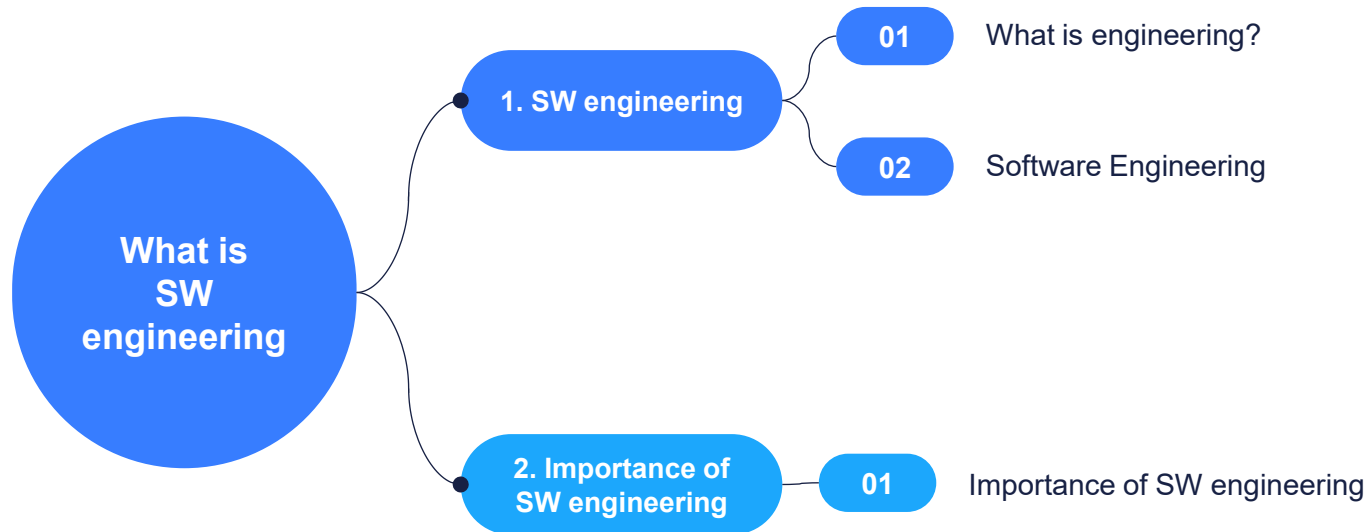 What is
SW
engineering
1. SW engineering
01
What is engineering?
02
Software Engineering
2. Importance of
SW engineering
01
Importance of SW engineering